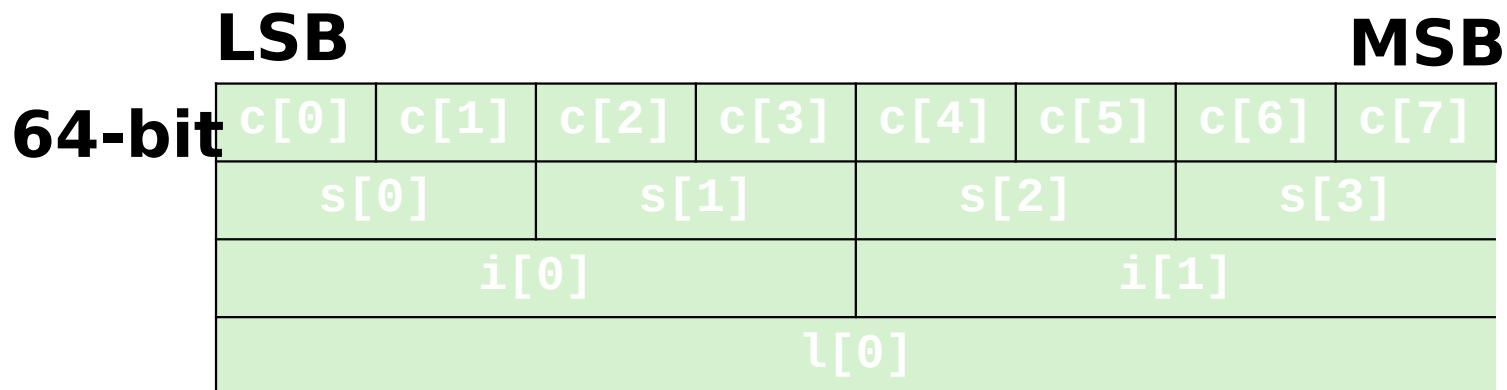 LSB MSB
64-bit c[0] c[1] c[2] c[3] c[4] c[5] c[6] c[7]
s[0] s[1] s[2] s[3]
i[0] i[1]
l[0]